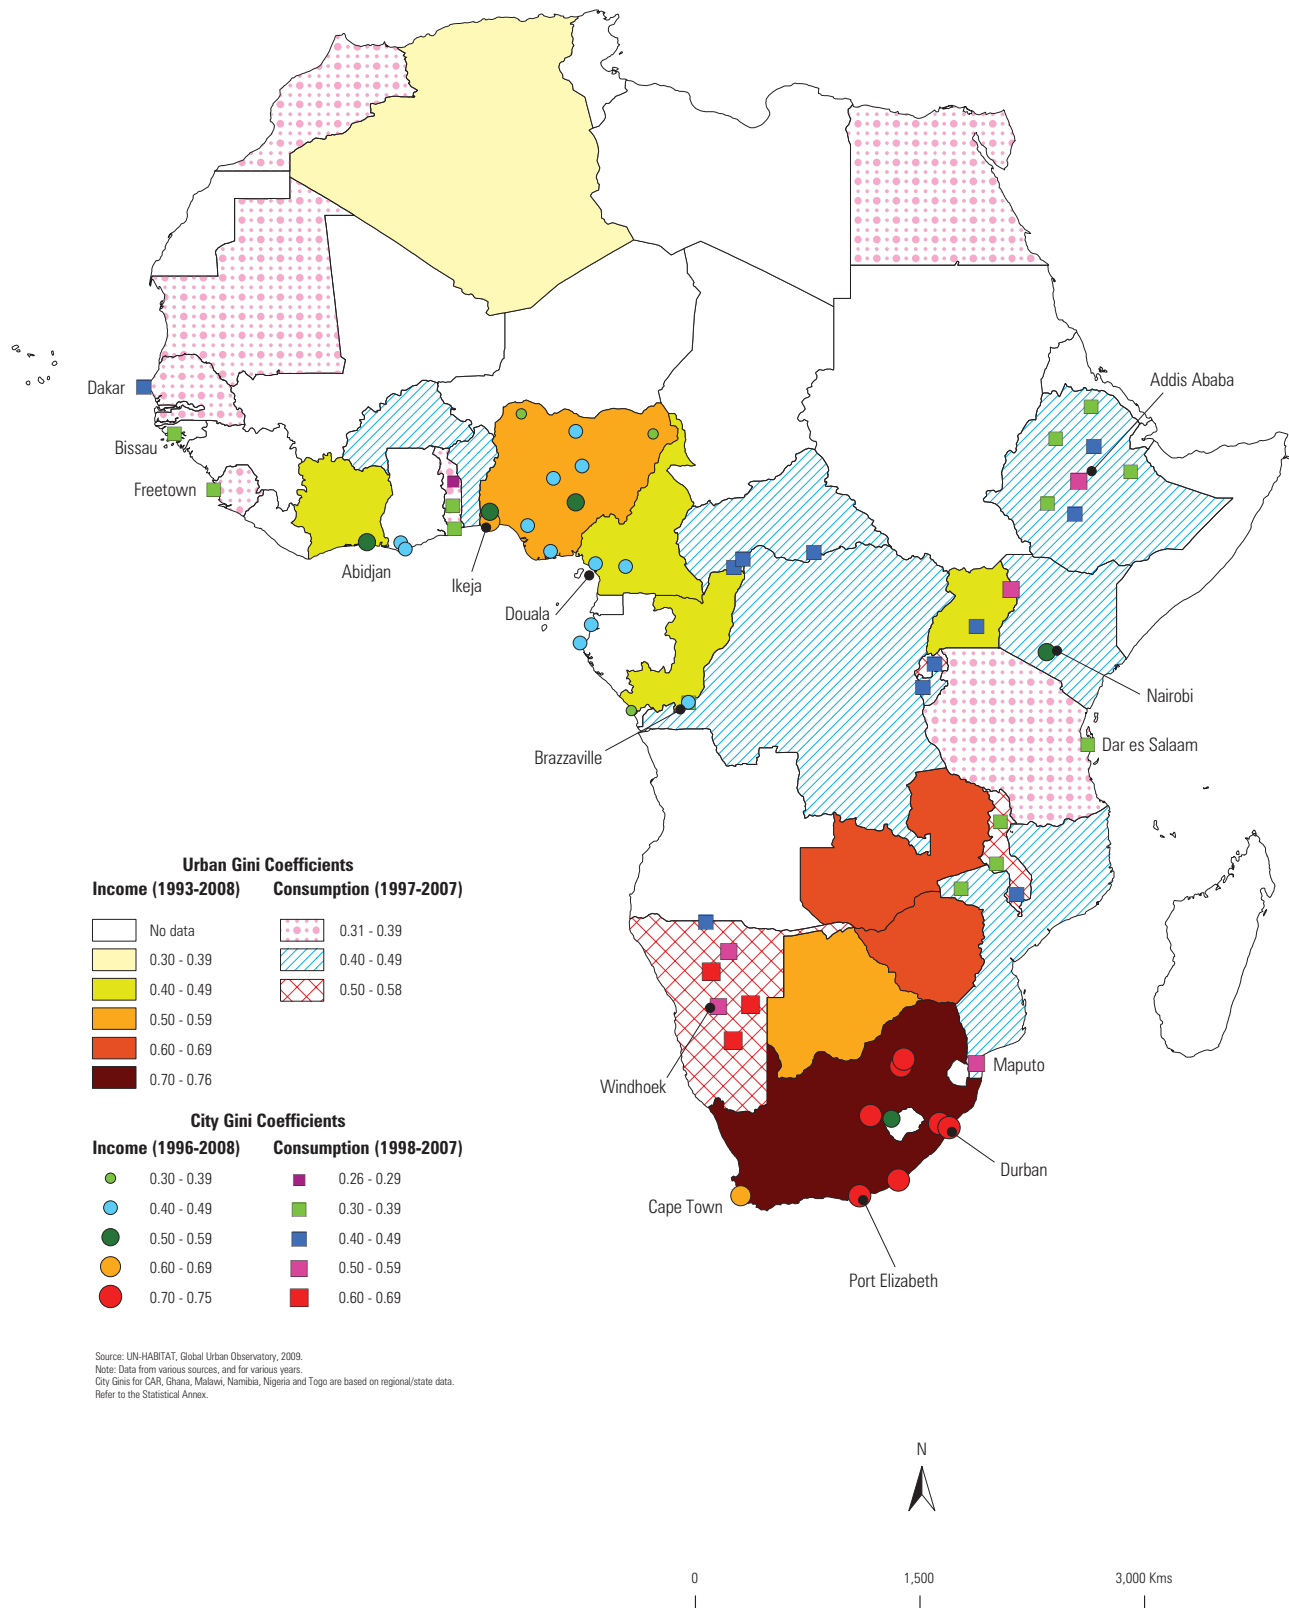 Addis Ababa
Dakar
Bissau
Freetown
Abidjan
Ikeja
Douala
Nairobi
Brazzaville
Dar es Salaam
Urban Gini Coefficients
Income (1993-2008) Consumption (1997-2007)
No data 0.31 - 0.39
0.30 - 0.39 0.40 - 0.49
0.40 - 0.49 0.50 - 0.58
0.50 - 0.59
0.60 - 0.69
0.70 - 0.76
Windhoek
Maputo
City Gini Coefficients
Income (1996-2008) Consumption (1998-2007)
0.30 - 0.39 0.26 - 0.29
0.40 - 0.49 0.30 - 0.39
0.50 - 0.59 0.40 - 0.49
0.60 - 0.69 0.50 - 0.59
0.70 - 0.75 0.60 - 0.69
Durban
Cape Town
Port Elizabeth
Source: UN-HABITAT, Global Urban Observatory, 2009.
Note: Data from various sources, and for various years.
City Ginis for CAR, Ghana, Malawi, Namibia, Nigeria and Togo are based on regional/state data.
Refer to the Statistical Annex.
N
0 1,500 3,000 Kms